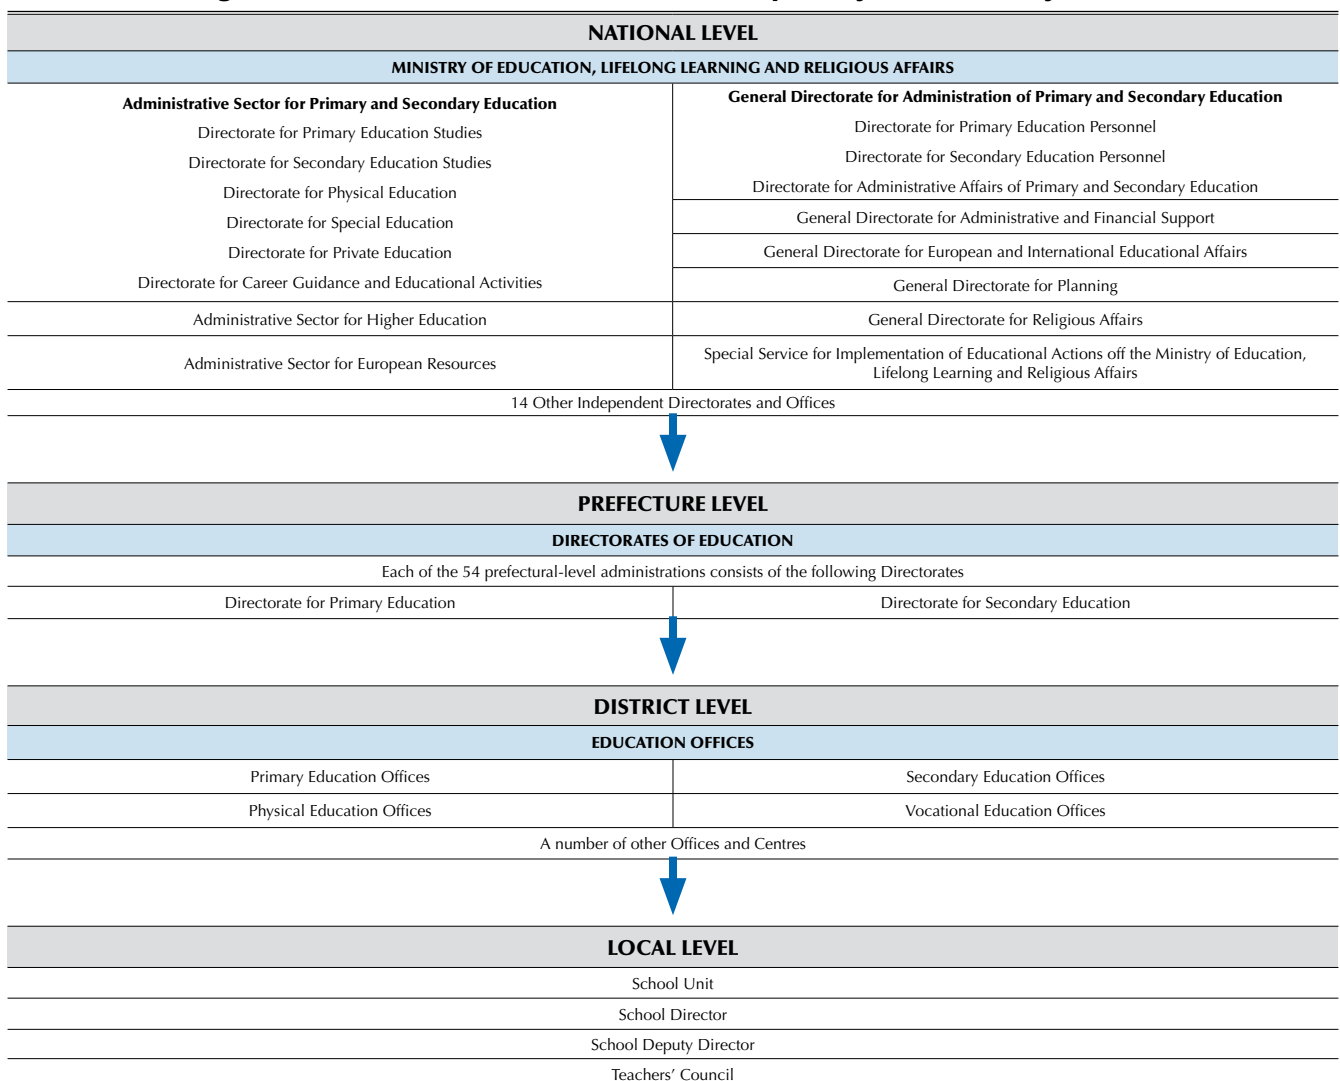 NATIONAL LEVEL
MINISTRY OF EDUCATION, LIFELONG LEARNING AND RELIGIOUS AFFAIRS
Administrative Sector for Primary and Secondary Education
Directorate for Primary Education Studies
Directorate for Secondary Education Studies
Directorate for Physical Education
Directorate for Special Education
Directorate for Private Education
Directorate for Career Guidance and Educational Activities
Administrative Sector for Higher Education
Administrative Sector for European Resources
General Directorate for Administration of Primary and Secondary Education
Directorate for Primary Education Personnel
Directorate for Secondary Education Personnel
Directorate for Administrative Affairs of Primary and Secondary Education
General Directorate for Administrative and Financial Support
General Directorate for European and International Educational Affairs
General Directorate for Planning
General Directorate for Religious Affairs
Special Service for Implementation of Educational Actions off the Ministry of Education,
Lifelong Learning and Religious Affairs
14 Other Independent Directorates and Offices
PREFECTURE LEVEL
DIRECTORATES OF EDUCATION
Each of the 54 prefectural-level administrations consists of the following Directorates
Directorate for Primary Education
Directorate for Secondary Education
DISTRICT LEVEL
EDUCATION OFFICES
Primary Education Offices
Secondary Education Offices
Physical Education Offices
Vocational Education Offices
A number of other Offices and Centres
LOCAL LEVEL
School Unit
School Director
School Deputy Director
Teachers' Council